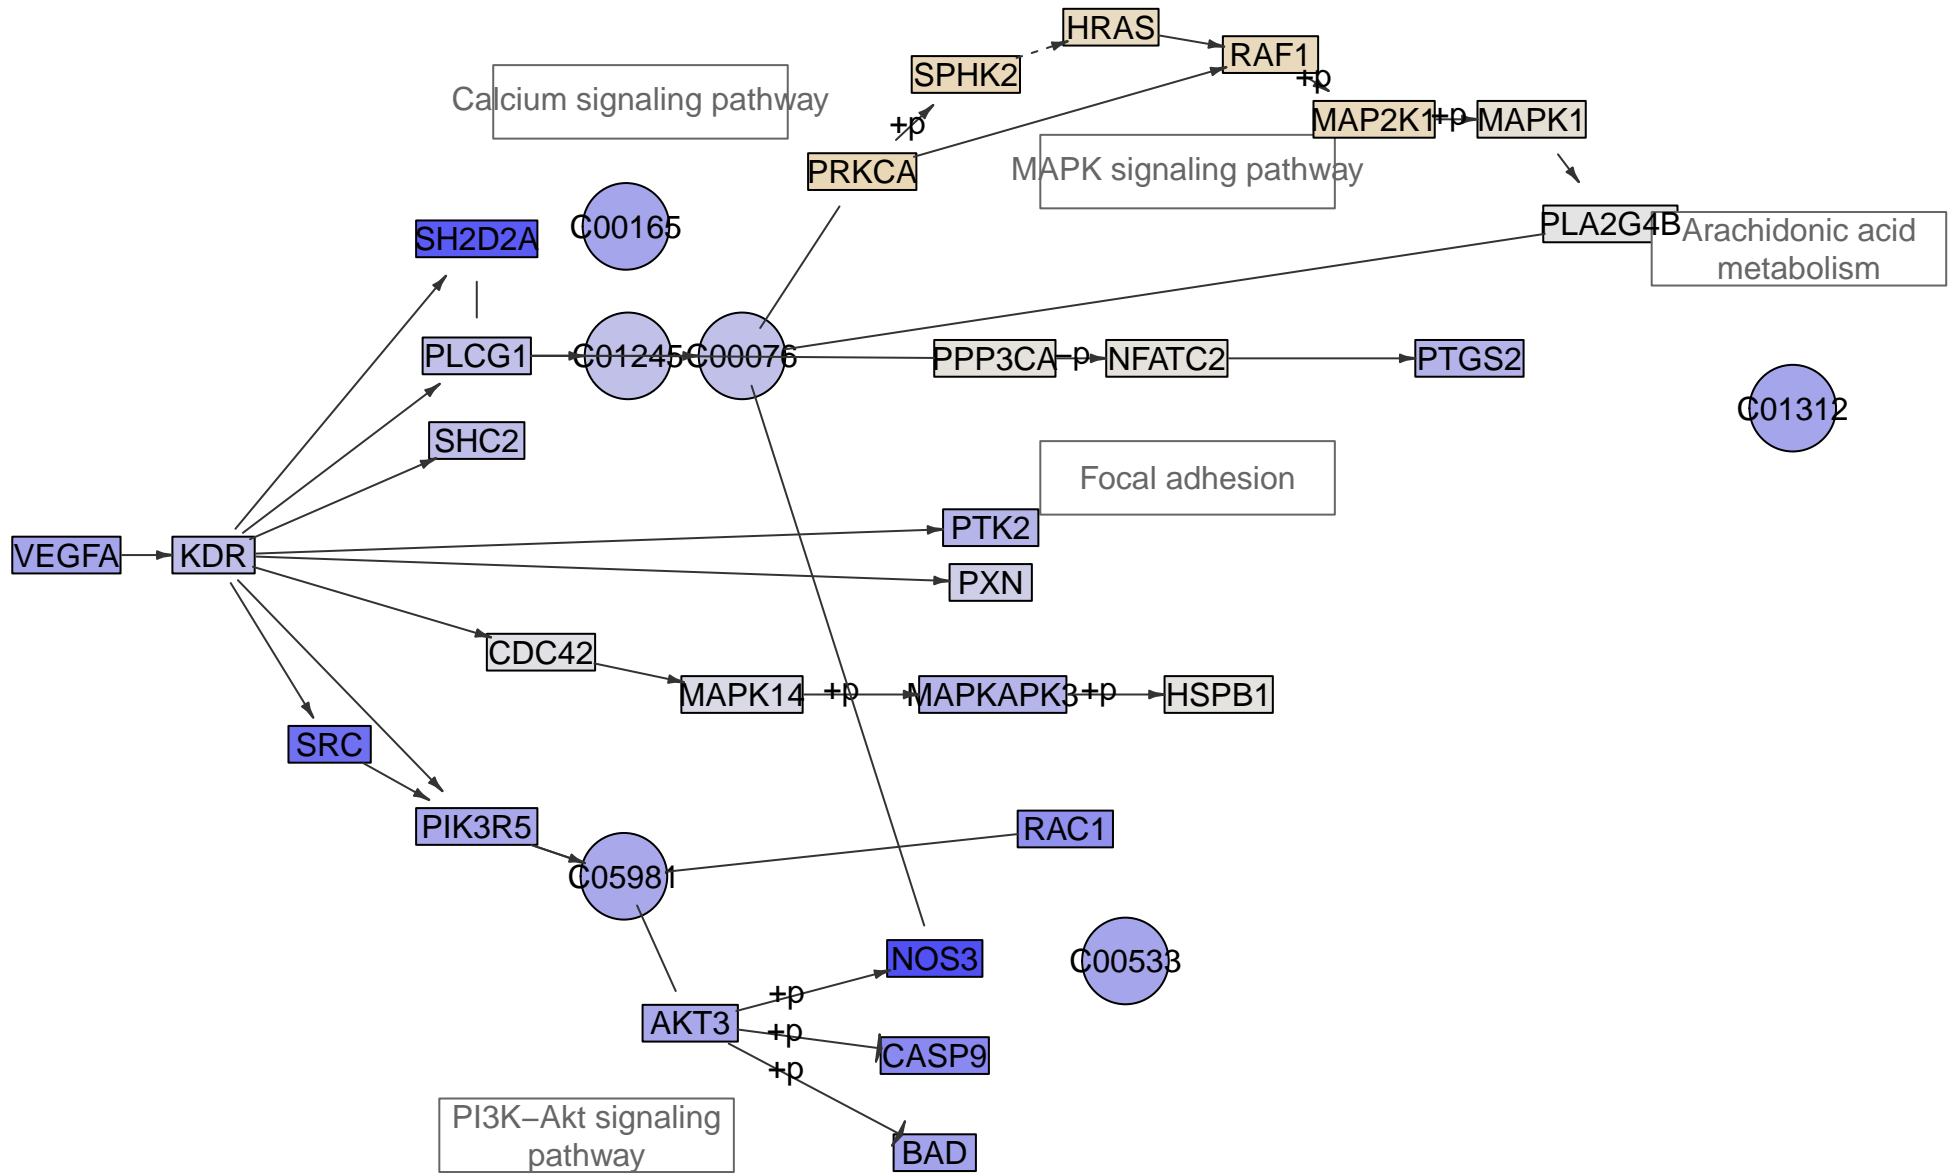 HRAS
RAF1
SPHK2
+p
Calcium signaling pathway
+p
MAP2K1
+p
MAPK1
PRKCA
MAPK signaling pathway
C00165
SH2D2A
PLA2G4B
Arachidonic acid
metabolism
PLCG1
C01245
C00076
PPP3CA
−p
NFATC2
PTGS2
C01312
SHC2
Focal adhesion
PTK2
VEGFA
KDR
PXN
CDC42
MAPK14
+p
MAPKAPK3
+p
HSPB1
SRC
PIK3R5
RAC1
C05981
NOS3
C00533
+p
AKT3
+p
CASP9
+p
PI3K−Akt signaling
pathway
BAD